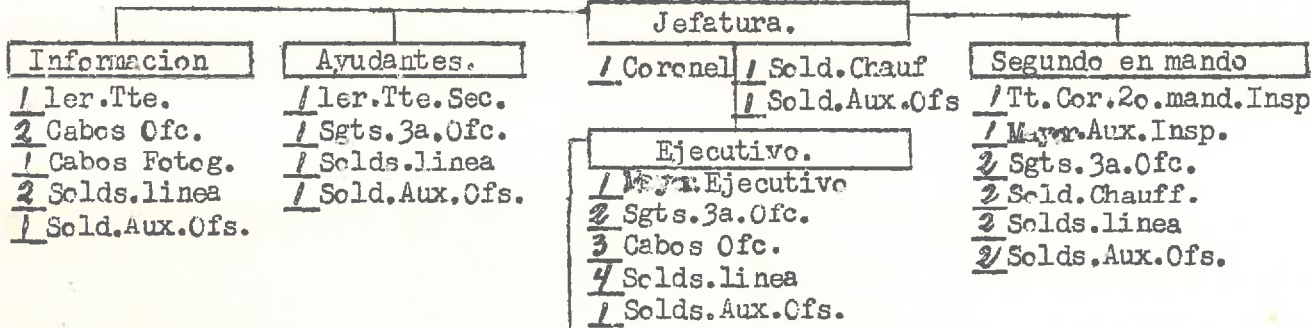 Jefatura.
1 Coronel
1 Sold.Chauf
1 Sold.Aux.Ofs
Informacion
1 1er.Tte.
2 Cabos Ofc.
1 Cabos Fotog.
2 Solds.linea
1 Sold.Aux.Ofs.
Ayudantes.
1 1er.Tte.Sec.
1 Sgts.3a.Ofc.
1 Solds.linea
1 Sold.Aux.Ofs.
Ejecutivo.
1 Mayor.Ejecutivo
2 Sgts.3a.Ofc.
3 Cabos Ofc.
4 Solds.linea
1 Solds.Aux.Ofs.
Segundo en mando
1 Tt.Cor.2o.mand.Insp
1 Mayor.Aux.Insp.
2 Sgts.3a.Ofc.
2 Sold.Chauff.
2 Solds.linea
2 Solds.Aux.Ofs.